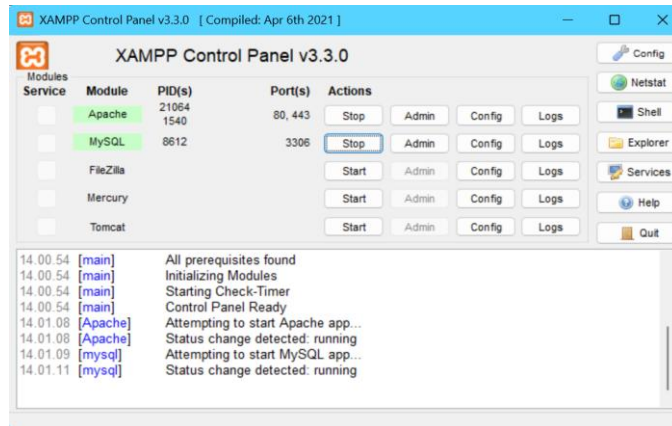 XAMPP Control Panel v3.3.0 [ Compiled: Apr 6th 2021 ]
XAMPP Control Panel v3.3.0
Config
Modules
Service Module PID(s) Port(s) Actions
Netstat
Apache 21064 1540 80, 443 Stop Admin Config Logs
Shell
MySQL 8612 3306 Stop Admin Config Logs
Explorer
FileZilla Start Admin Config Logs
Services
Mercury Start Admin Config Logs
Help
Tomcat Start Admin Config Logs
Quit
14.00.54 [main] All prerequisites found
14.00.54 [main] Initializing Modules
14.00.54 [main] Starting Check-Timer
14.00.54 [main] Control Panel Ready
14.01.08 [Apache] Attempting to start Apache app...
14.01.08 [Apache] Status change detected: running
14.01.09 [mysql] Attempting to start MySQL app...
14.01.11 [mysql] Status change detected: running